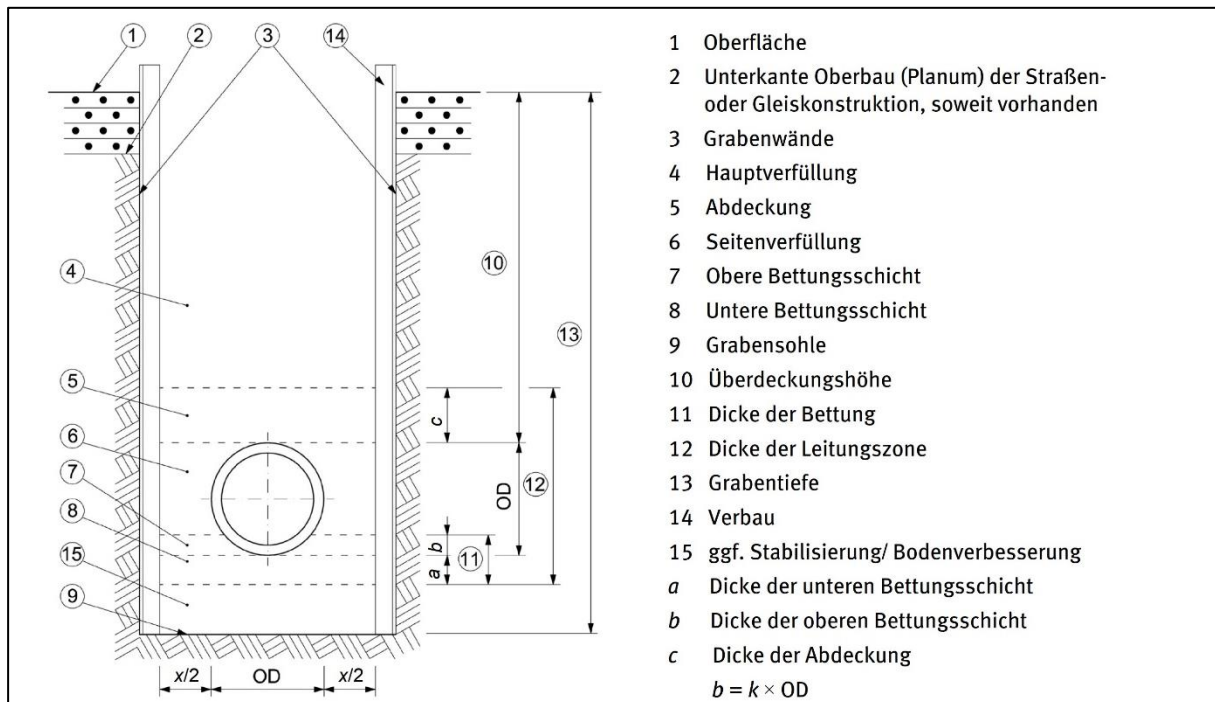 1
2
3
14
4
5
6
7
8
15
9
10
13
12
11
c
OD
b
a
x/2
OD
x/2
1 Oberfläche
2 Unterkante Oberbau (Planum) der Straßen-
oder Gleiskonstruktion, soweit vorhanden
3 Grabenwände
4 Hauptverfüllung
5 Abdeckung
6 Seitenverfüllung
7 Obere Bettungsschicht
8 Untere Bettungsschicht
9 Grabensohle
10 Überdeckungshöhe
11 Dicke der Bettung
12 Dicke der Leitungszone
13 Grabentiefe
14 Verbau
15 ggf. Stabilisierung/ Bodenverbesserung
a Dicke der unteren Bettungsschicht
b Dicke der oberen Bettungsschicht
c Dicke der Abdeckung
b = k × OD